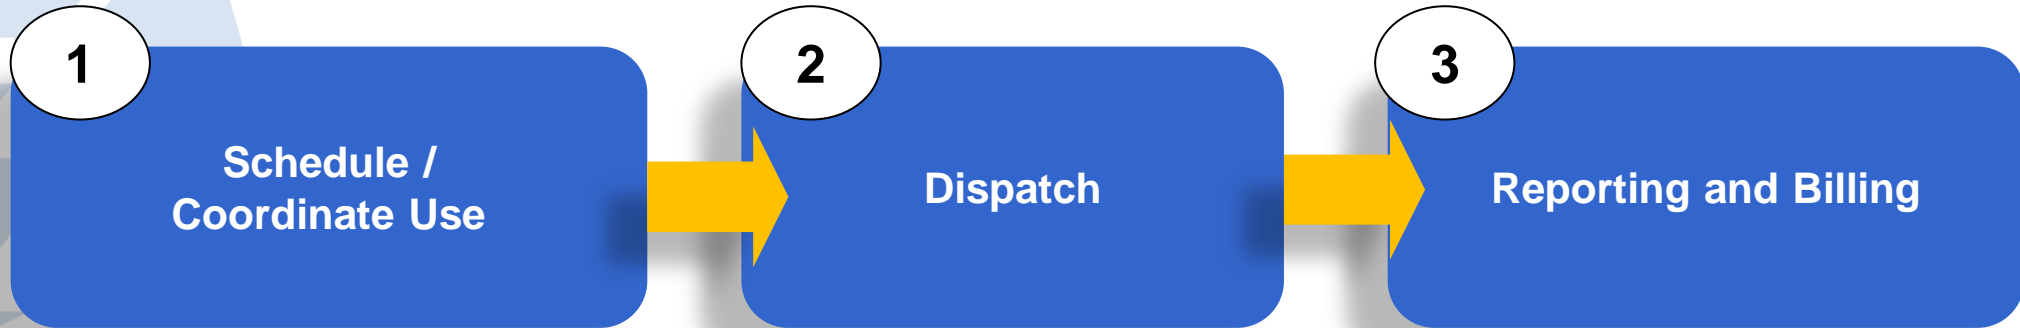 1
Schedule /
Coordinate Use
2
Dispatch
3
Reporting and Billing